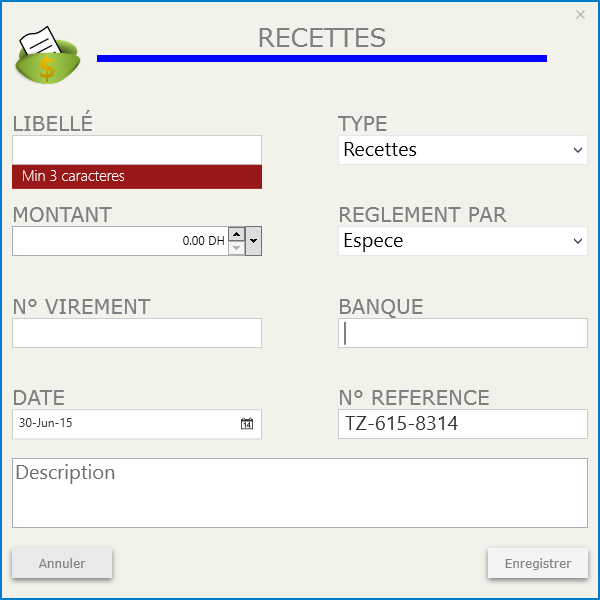 RECETTES
LIBELLÉ
TYPE
Recettes
Min 3 caracteres
MONTANT
REGLEMENT PAR
0.00 DH
Espece
N° VIREMENT
BANQUE
DATE
N° REFERENCE
30-Jun-15
14
TZ-615-8314
Description
Annuler
Enregistrer